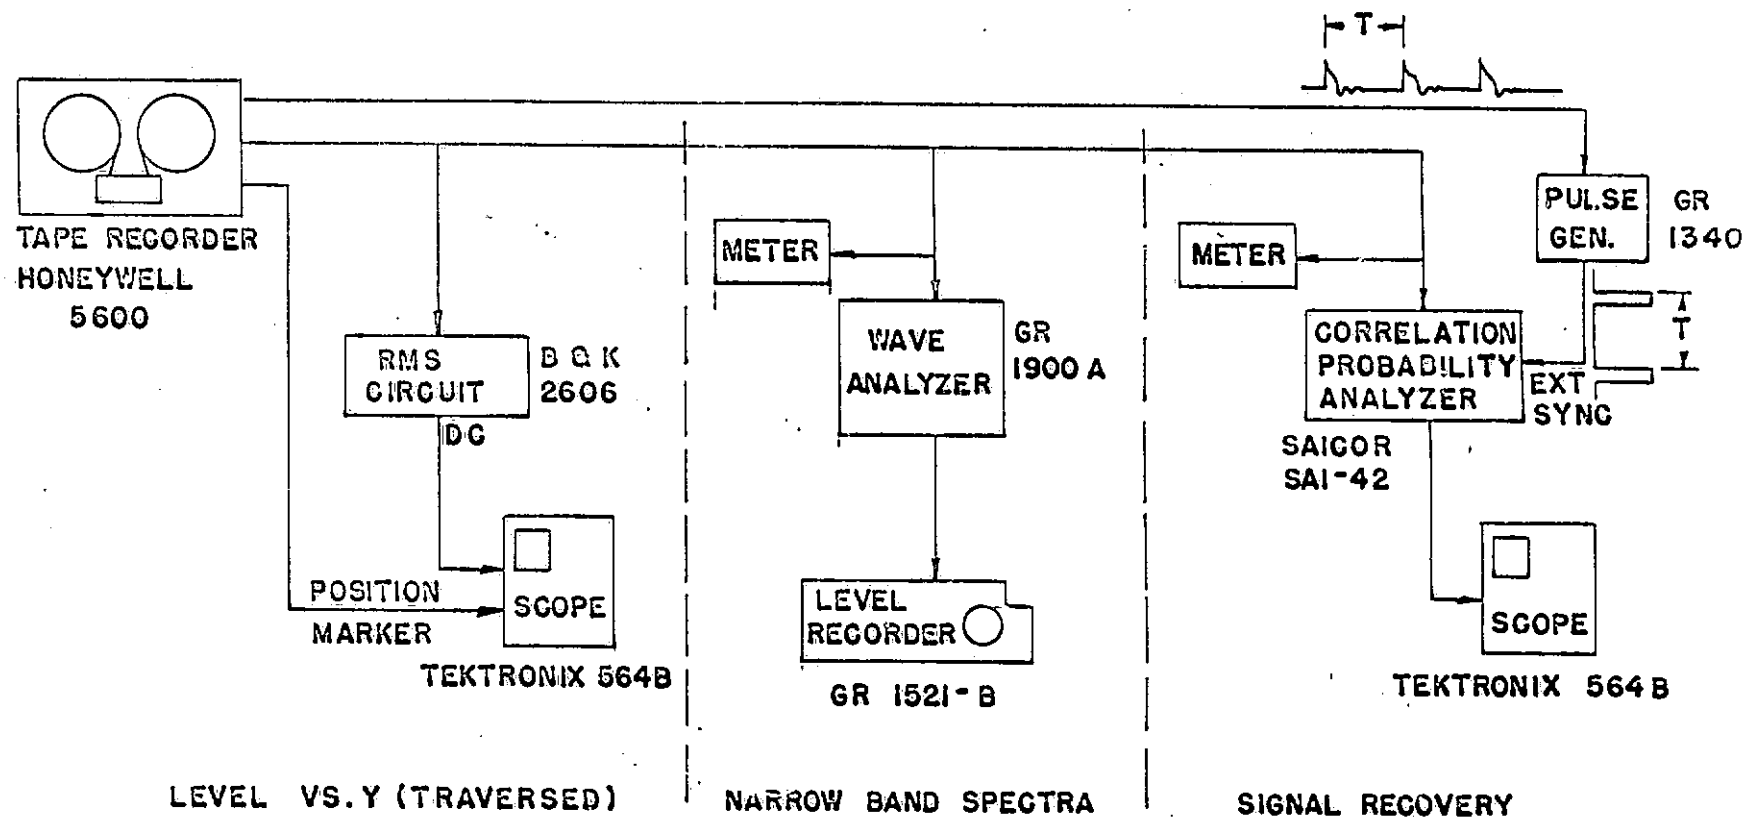 T
TAPE RECORDER
HONEYWELL
5600
METER
METER
PULSE
GEN.
GR
1340
T
RMS
CIRCUIT
B & K
2606
DC
WAVE
ANALYZER
GR
1900 A
CORRELATION
PROBABILITY
ANALYZER
EXT
SYNC
SAICOR
SAI-42
POSITION
MARKER
SCOPE
TEKTRONIX 564B
LEVEL
RECORDER
GR 1521-B
SCOPE
TEKTRONIX 564B
LEVEL VS. Y (TRAVERSED)
NARROW BAND SPECTRA
SIGNAL RECOVERY